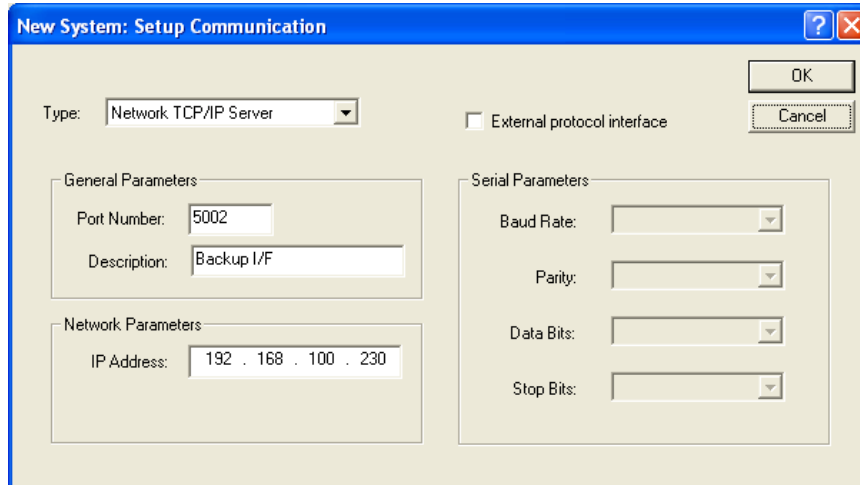 New System: Setup Communication
OK
Type: Network TCP/IP Server
External protocol interface
Cancel
General Parameters
Port Number: 5002
Description: Backup I/F
Network Parameters
IP Address: 192 . 168 . 100 . 230
Serial Parameters
Baud Rate:
Parity:
Data Bits:
Stop Bits: